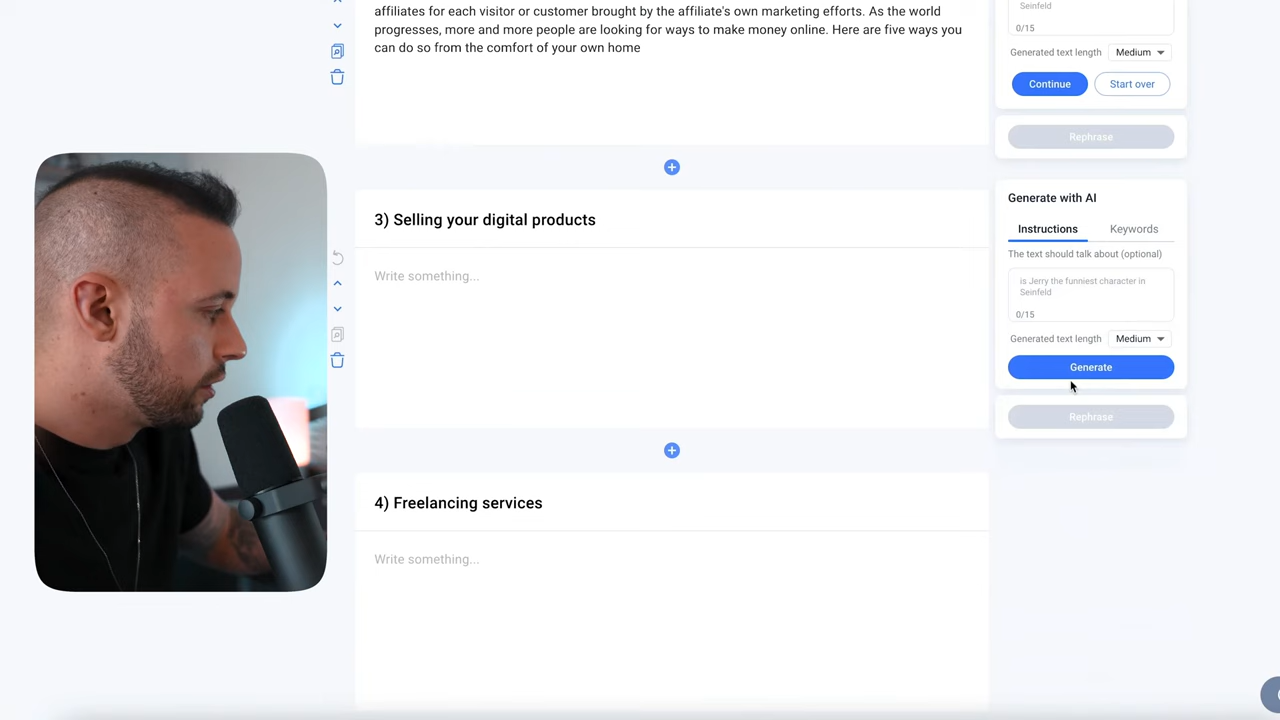 affiliates for each visitor or customer brought by the affiliate's own marketing efforts. As the world
progresses, more and more people are looking for ways to make money online. Here are five ways you
can do so from the comfort of your own home
Seinfeld
0/15
Generated text length Medium
Continue Start over
Rephrase
3) Selling your digital products
Write something...
Generate with AI
Instructions Keywords
The text should talk about (optional)
is Jerry the funniest character in
Seinfeld
0/15
Generated text length Medium
Generate
Rephrase
4) Freelancing services
Write something...